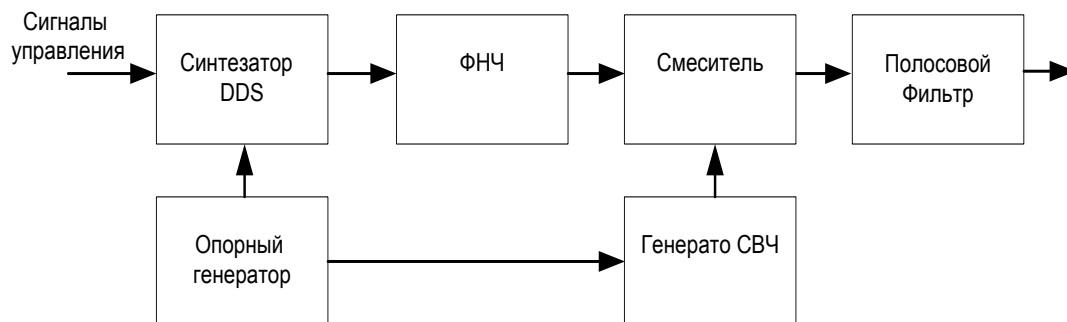 Сигналы
управления
Синтезатор
DDS
ФНЧ
Смеситель
Полосовой
Фильтр
Опорный
генератор
Генерато СВЧ